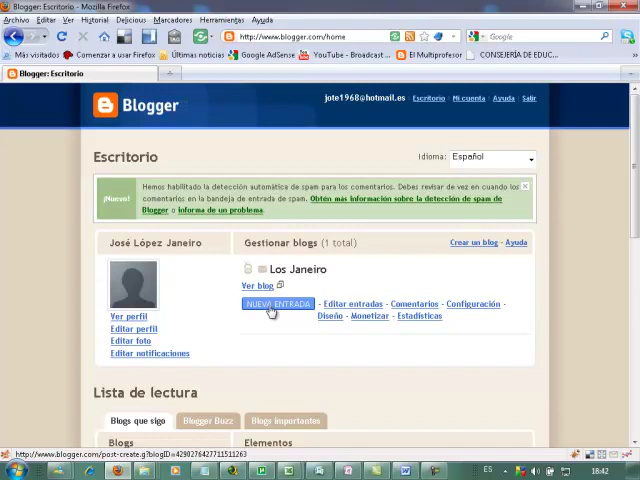 Blogger: Escritorio - Mozilla Firefox
Archivo Editar Ver Historial Delicious Marcadores Herramientas Ayuda
http://www.blogger.com/home
Google
Más visitados Comenzar a usar Firefox Últimas noticias Google AdSense YouTube - Broadcast ... El Multiprofesor CONSEJERÍA DE EDUC...
Blogger: Escritorio
Blogger
jote1968@hotmail.es Escritorio Mi cuenta Ayuda Salir
Escritorio
Idioma: Español
¡Nuevo!
Hemos habilitado la detección automática de spam para los comentarios. Debes revisar de vez en cuando los
comentarios en la bandeja de entrada de spam. Obtén más información sobre la detección de spam de
Blogger o informa de un problema.
José López Janeiro
Gestionar blogs (1 total)
Crear un blog - Ayuda
Los Janeiro
Ver blog
NUEVA ENTRADA - Editar entradas - Comentarios - Configuración -
Diseño - Monetizar - Estadísticas
Ver perfil
Editar perfil
Editar foto
Editar notificaciones
Lista de lectura
Blogs que sigo Blogger Buzz Blogs importantes
Blogs Elementos
http://www.blogger.com/post-create.g?blogID=4290276427711511263
ES 18:42